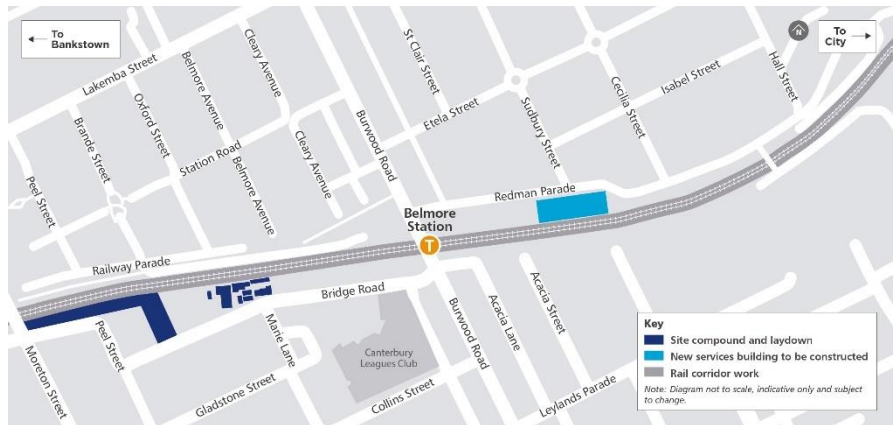 To
Bankstown
N
To
City
Lakemba Street
Cleary Avenue
Belmore Avenue
Oxford Street
Brande Street
Peel Street
Station Road
Belmore Avenue
Cleary Avenue
St Clair Street
Burwood Road
Etela Street
Sudbury Street
Cecilia Street
Isabel Street
Hall Street
Redman Parade
Belmore
Station
T
Railway Parade
Bridge Road
Peel Street
Moreton Street
Marie Lane
Gladstone Street
Canterbury
Leagues Club
Collins Street
Burwood Road
Acacia Lane
Acacia Street
Leylands Parade
Key
Site compound and laydown
New services building to be constructed
Rail corridor work
Note: Diagram not to scale, indicative only and subject
to change.